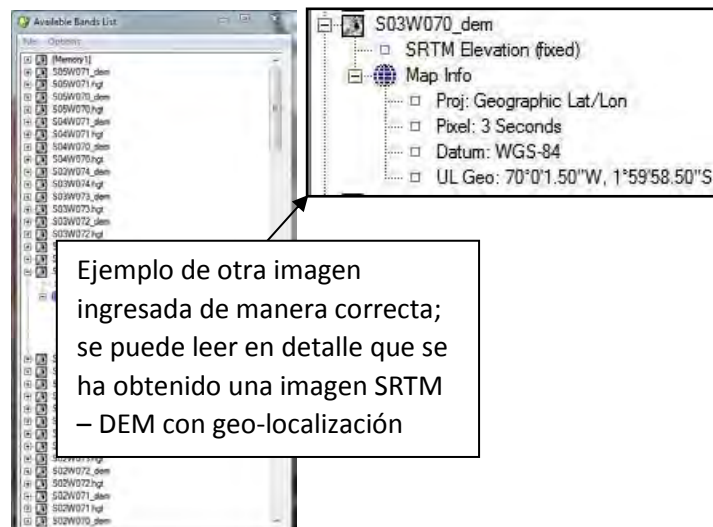 Available Bands List
File Options
[Memory1]
S05W071_dem
S05W071.hgt
S05W070_dem
S05W070.hgt
S04W071_dem
S04W071.hgt
S04W070_dem
S04W070.hgt
S03W074_dem
S03W074.hgt
S03W073_dem
S03W073.hgt
S03W072_dem
S03W072.hgt
S02W072_dem
S02W072.hgt
S02W071_dem
S02W071.hgt
S02W070_dem
S03W070_dem
SRTM Elevation (fixed)
Map Info
Proj: Geographic Lat/Lon
Pixel: 3 Seconds
Datum: WGS-84
UL Geo: 70°0'1.50"W, 1°59'58.50"S
Ejemplo de otra imagen
ingresada de manera correcta;
se puede leer en detalle que se
ha obtenido una imagen SRTM
– DEM con geo-localización